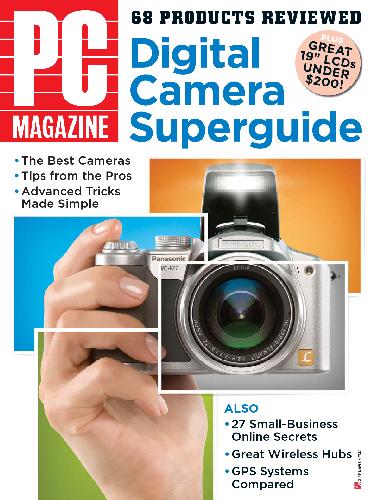 PC
MAGAZINE
68 PRODUCTS REVIEWED
Digital
Camera
Superguide
PLUS
GREAT
19" LCDs
UNDER
$200!
• The Best Cameras
• Tips from the Pros
• Advanced Tricks
Made Simple
Panasonic
LEICA
L
ALSO
• 27 Small-Business
Online Secrets
• Great Wireless Hubs
• GPS Systems
Compared